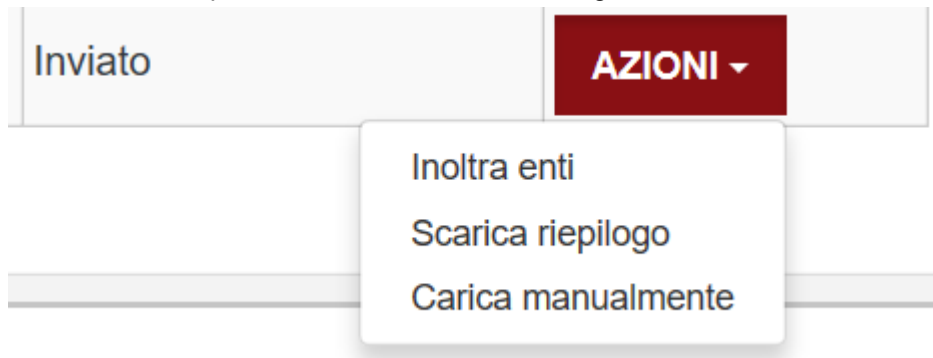 Inviato
AZIONI
Inoltra enti
Scarica riepilogo
Carica manualmente